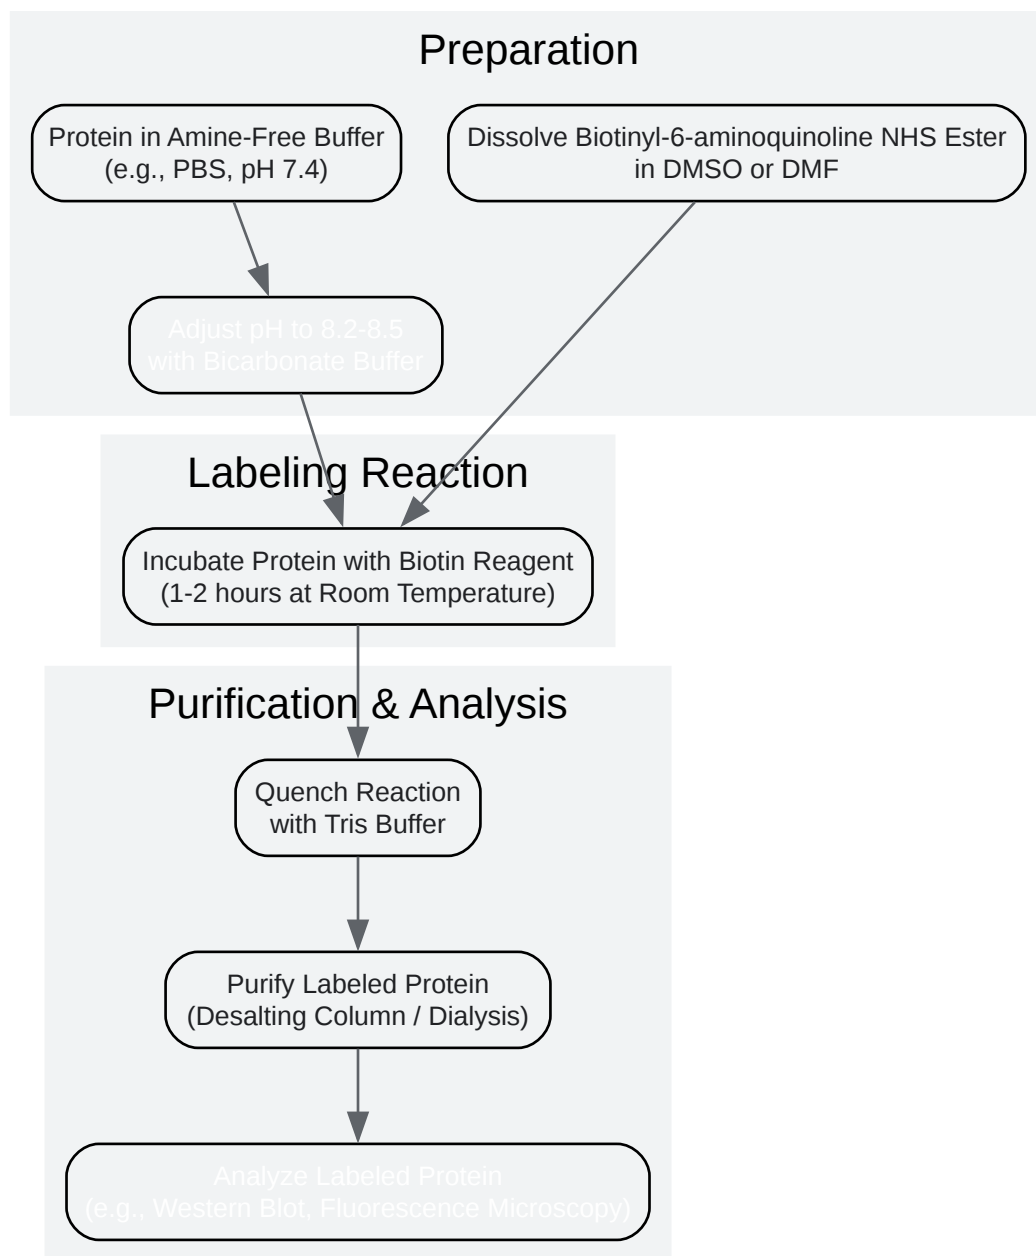 Preparation
Protein in Amine-Free Buffer
(e.g., PBS, pH 7.4)
Dissolve Biotinyl-6-aminoquinoline NHS Ester
in DMSO or DMF
Adjust pH to 8.2-8.5
with Bicarbonate Buffer
Labeling Reaction
Incubate Protein with Biotin Reagent
(1-2 hours at Room Temperature)
Purification & Analysis
Quench Reaction
with Tris Buffer
Purify Labeled Protein
(Desalting Column / Dialysis)
Analyze Labeled Protein
(e.g., Western Blot, Fluorescence Microscopy)